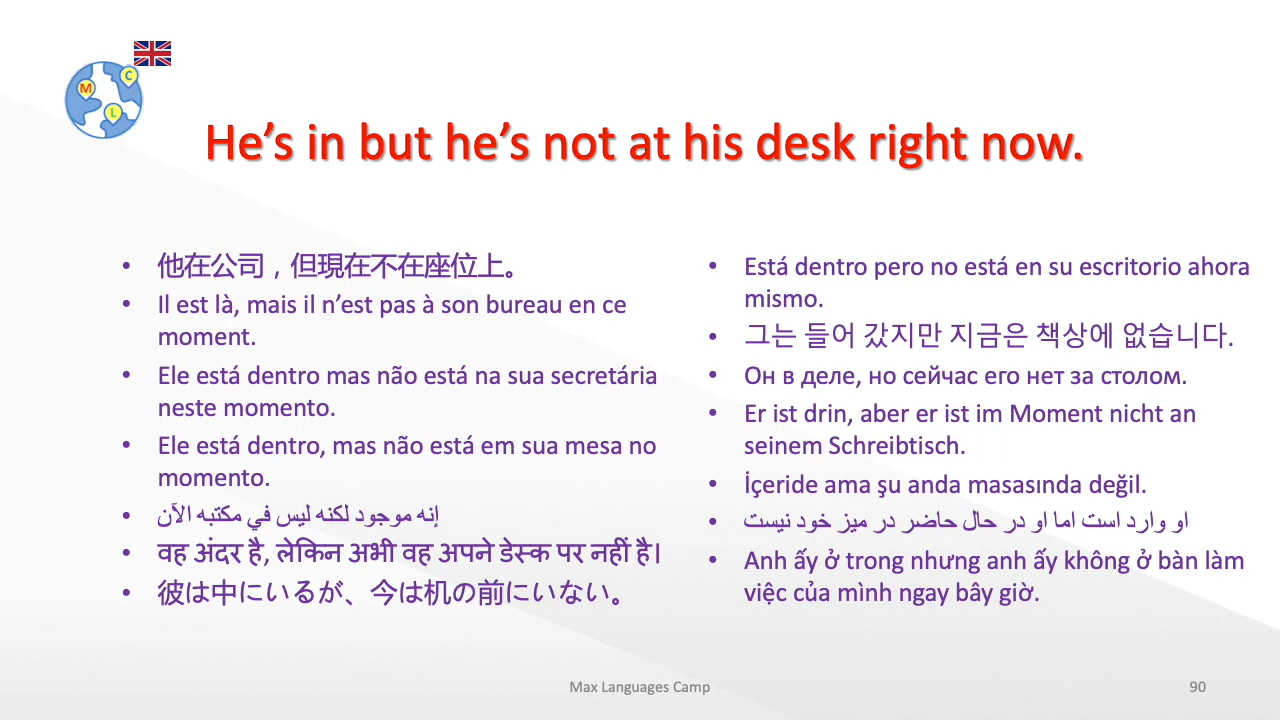 M
C
L
He’s in but he’s not at his desk right now.
• 他在公司，但現在不在座位上。
• Il est là, mais il n’est pas à son bureau en ce
moment.
• Ele está dentro mas não está na sua secretária
neste momento.
• Ele está dentro, mas não está em sua mesa no
momento.
• إنه موجود لكنه ليس في مكتبه الآن
• वह अंदर है, लेकिन अभी वह अपने डेस्क पर नहीं है।
• 彼は中にいるが、今は机の前にいない。
• Está dentro pero no está en su escritorio ahora
mismo.
• 그는 들어 갔지만 지금은 책상에 없습니다.
• Он в деле, но сейчас его нет за столом.
• Er ist drin, aber er ist im Moment nicht an
seinem Schreibtisch.
• İçeride ama şu anda masasında değil.
• او وارد است اما او در حال حاضر در میز خود نیست
• Anh ấy ở trong nhưng anh ấy không ở bàn làm
việc của mình ngay bây giờ.
Max Languages Camp
90